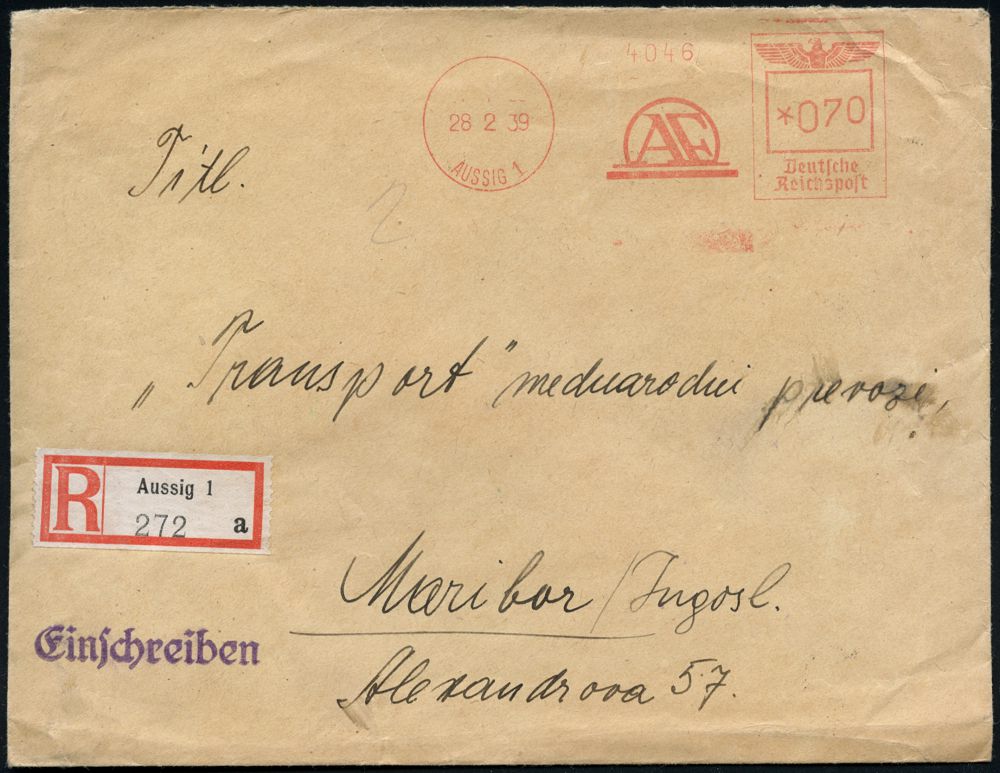 4046
28 2 39
AUSSIG 1
AF
*070
Deutsche
Reichspost
Titl.
2
„Transport" meduarodni prevozi,
R Aussig 1
272 a
Maribor / Jugosl.
Einschreiben
Alexandrova 57.